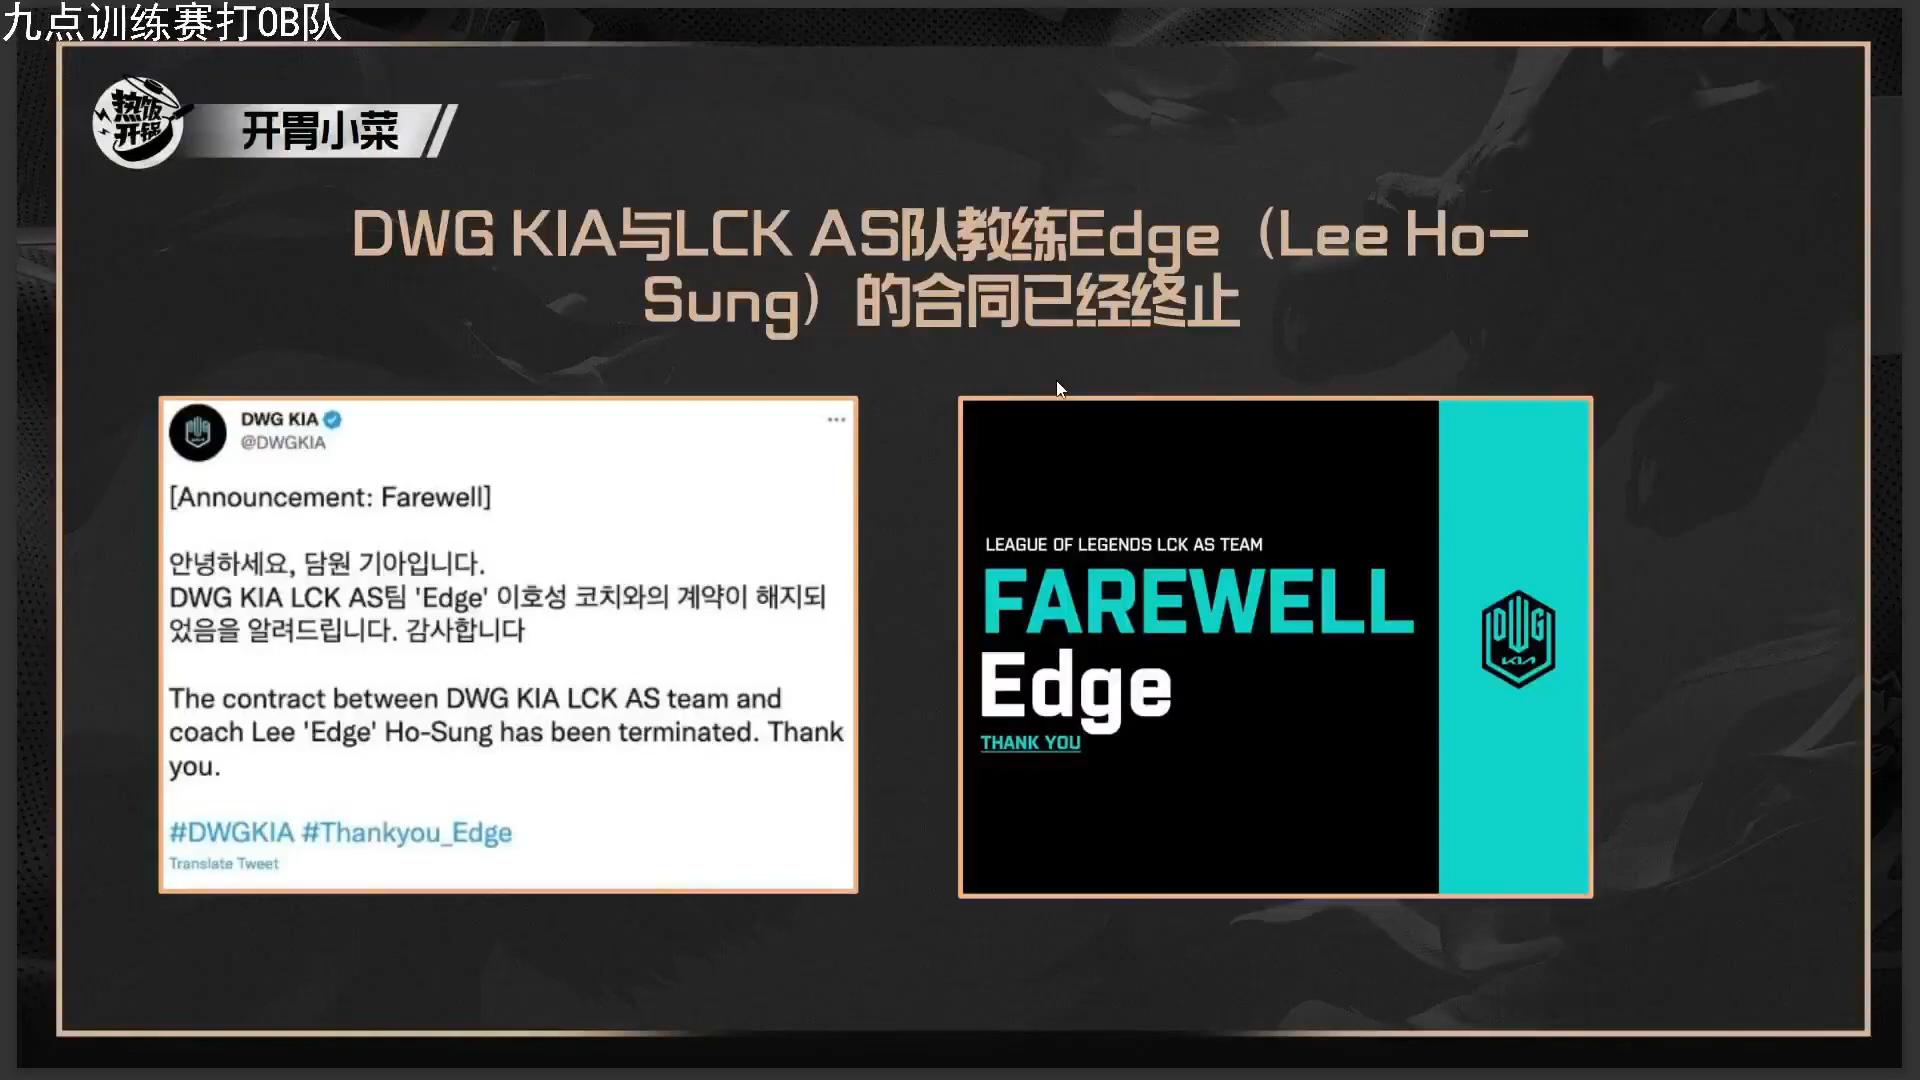 九点训练赛打OB队
热饭
开锅
开胃小菜
DWG KIA与LCK AS队教练Edge（Lee Ho-
Sung）的合同已经终止
DWG KIA
@DWGKIA
[Announcement: Farewell]
안녕하세요, 담원 기아입니다.
DWG KIA LCK AS팀 'Edge' 이호성 코치와의 계약이 해지되
었음을 알려드립니다. 감사합니다
The contract between DWG KIA LCK AS team and
coach Lee 'Edge' Ho-Sung has been terminated. Thank
you.
#DWGKIA #Thankyou_Edge
Translate Tweet
LEAGUE OF LEGENDS LCK AS TEAM
FAREWELL
Edge
THANK YOU
DWG
KIA